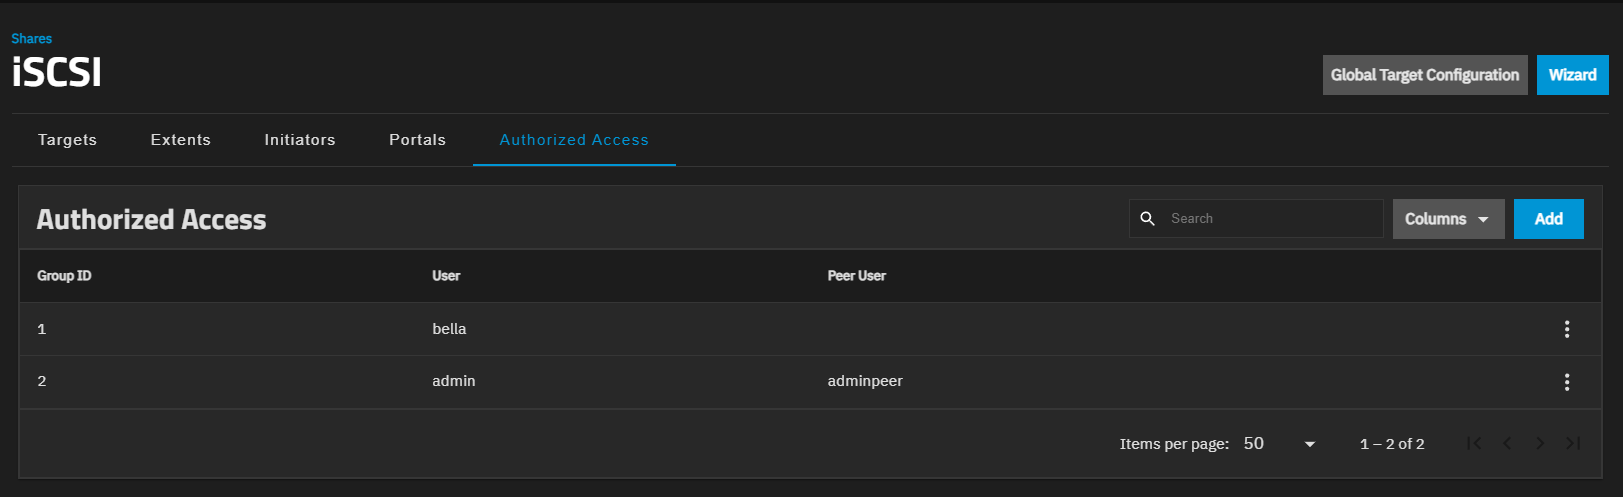 Shares
iSCSI
Global Target Configuration Wizard
Targets Extents Initiators Portals Authorized Access
Authorized Access
Search Columns Add
Group ID User Peer User
1 bella
2 admin adminpeer
Items per page: 50 1 – 2 of 2